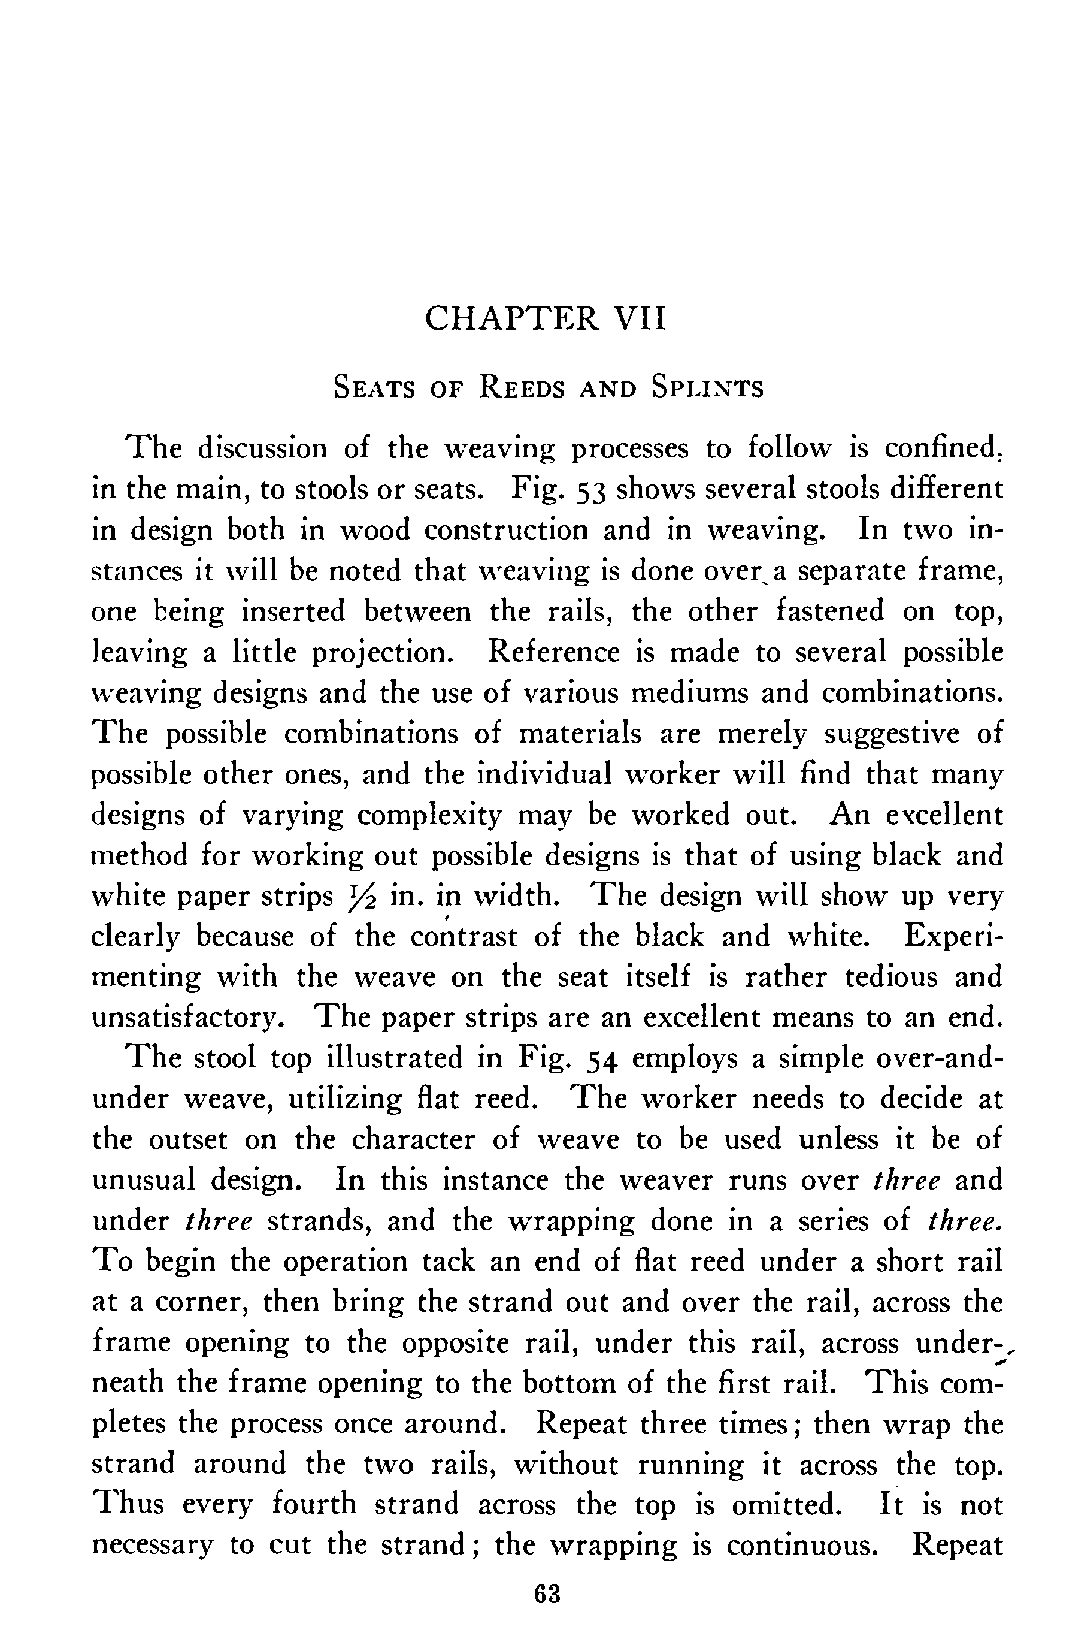 CHAPTER VII
SEATS OF REEDS AND SPLINTS
The discussion of the weaving processes to follow is confined,
in the main, to stools or seats. Fig. 53 shows several stools different
in design both in wood construction and in weaving. In two in-
stances it will be noted that weaving is done over a separate frame,
one being inserted between the rails, the other fastened on top,
leaving a little projection. Reference is made to several possible
weaving designs and the use of various mediums and combinations.
The possible combinations of materials are merely suggestive of
possible other ones, and the individual worker will find that many
designs of varying complexity may be worked out. An excellent
method for working out possible designs is that of using black and
white paper strips ½ in. in width. The design will show up very
clearly because of the contrast of the black and white. Experi-
menting with the weave on the seat itself is rather tedious and
unsatisfactory. The paper strips are an excellent means to an end.
The stool top illustrated in Fig. 54 employs a simple over-and-
under weave, utilizing flat reed. The worker needs to decide at
the outset on the character of weave to be used unless it be of
unusual design. In this instance the weaver runs over three and
under three strands, and the wrapping done in a series of three.
To begin the operation tack an end of flat reed under a short rail
at a corner, then bring the strand out and over the rail, across the
frame opening to the opposite rail, under this rail, across under-
neath the frame opening to the bottom of the first rail. This com-
pletes the process once around. Repeat three times; then wrap the
strand around the two rails, without running it across the top.
Thus every fourth strand across the top is omitted. It is not
necessary to cut the strand; the wrapping is continuous. Repeat
63